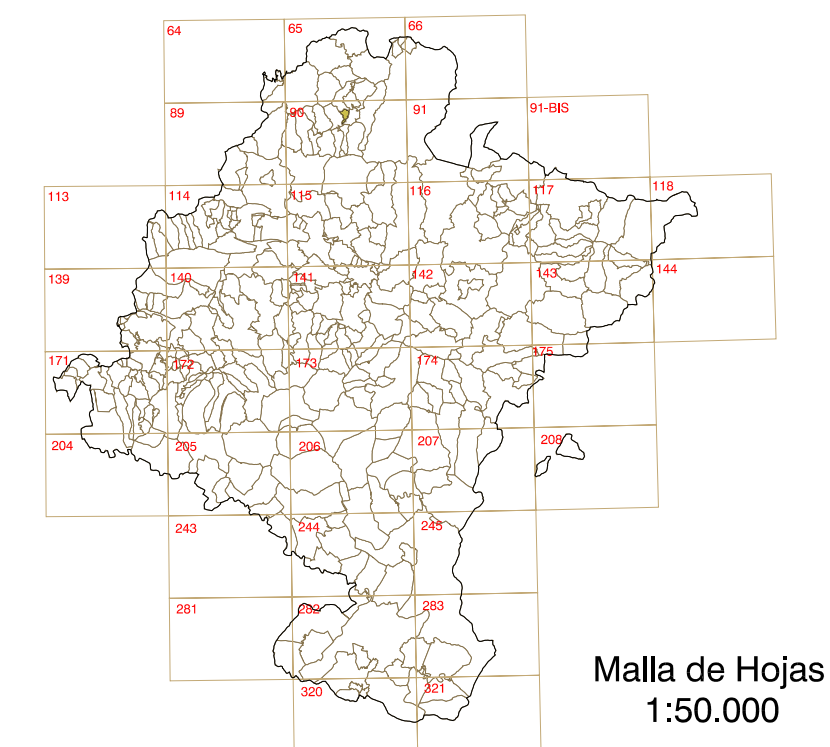 64 65 66
89 90 91 91-BIS
113 114 115 116 117 118
139 140 141 142 143 144
171 172 173 174 175
204 205 206 207 208
243 244 245
281 282 283
320 321
Malla de Hojas
1:50.000